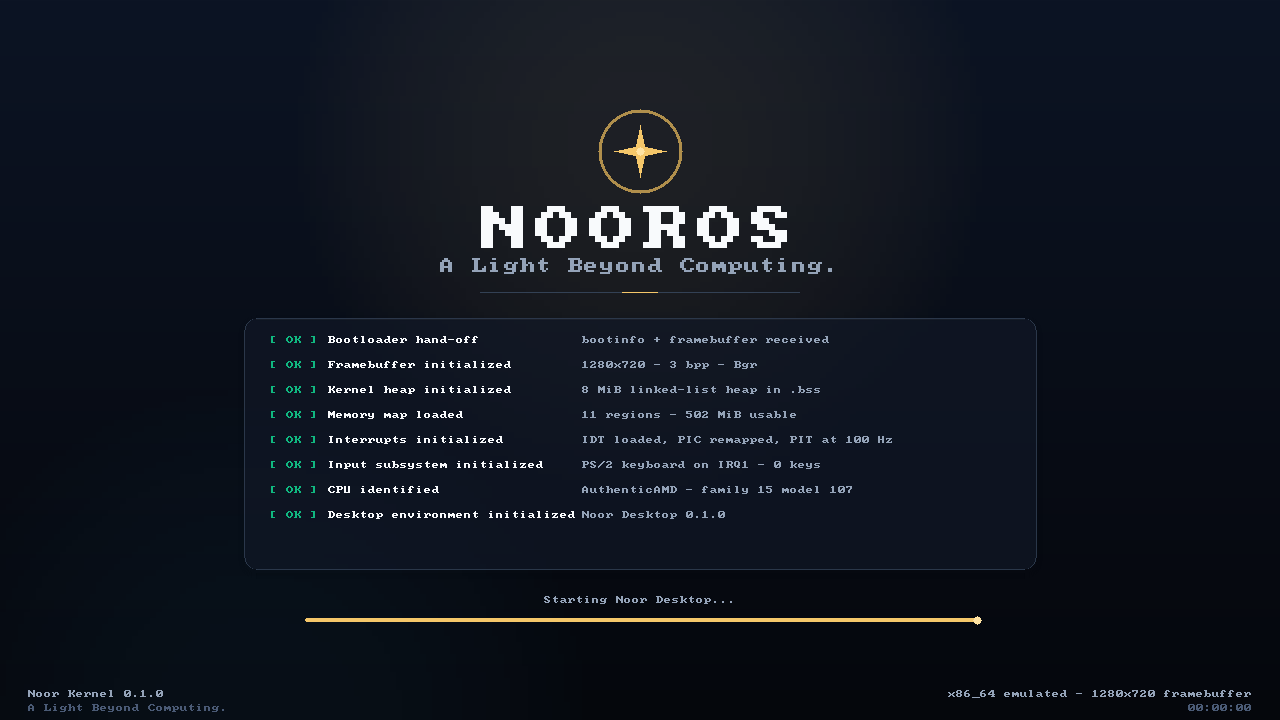 NOOROS
A Light Beyond Computing.
[ OK ] Bootloader hand-off bootinfo + framebuffer received
[ OK ] Framebuffer initialized 1280x720 - 3 bpp - Bgr
[ OK ] Kernel heap initialized 8 MiB linked-list heap in .bss
[ OK ] Memory map loaded 11 regions - 502 MiB usable
[ OK ] Interrupts initialized IDT loaded, PIC remapped, PIT at 100 Hz
[ OK ] Input subsystem initialized PS/2 keyboard on IRQ1 - 0 keys
[ OK ] CPU identified AuthenticAMD - family 15 model 107
[ OK ] Desktop environment initialized Noor Desktop 0.1.0
Starting Noor Desktop...
Noor Kernel 0.1.0 x86_64 emulated - 1280x720 framebuffer
A Light Beyond Computing. 00:00:00